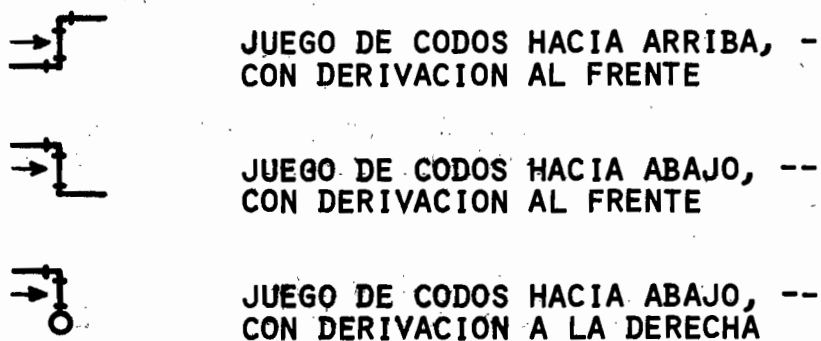 JUEGO DE CODOS HACIA ARRIBA, -
CON DERIVACION AL FRENTE
JUEGO DE CODOS HACIA ABAJO, --
CON DERIVACION AL FRENTE
JUEGO DE CODOS HACIA ABAJO, --
CON DERIVACION A LA DERECHA